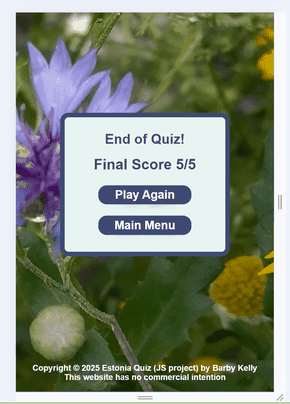 End of Quiz!
Final Score 5/5
Play Again
Main Menu
Copyright © 2025 Estonia Quiz (JS project) by Barby Kelly
This website has no commercial intention